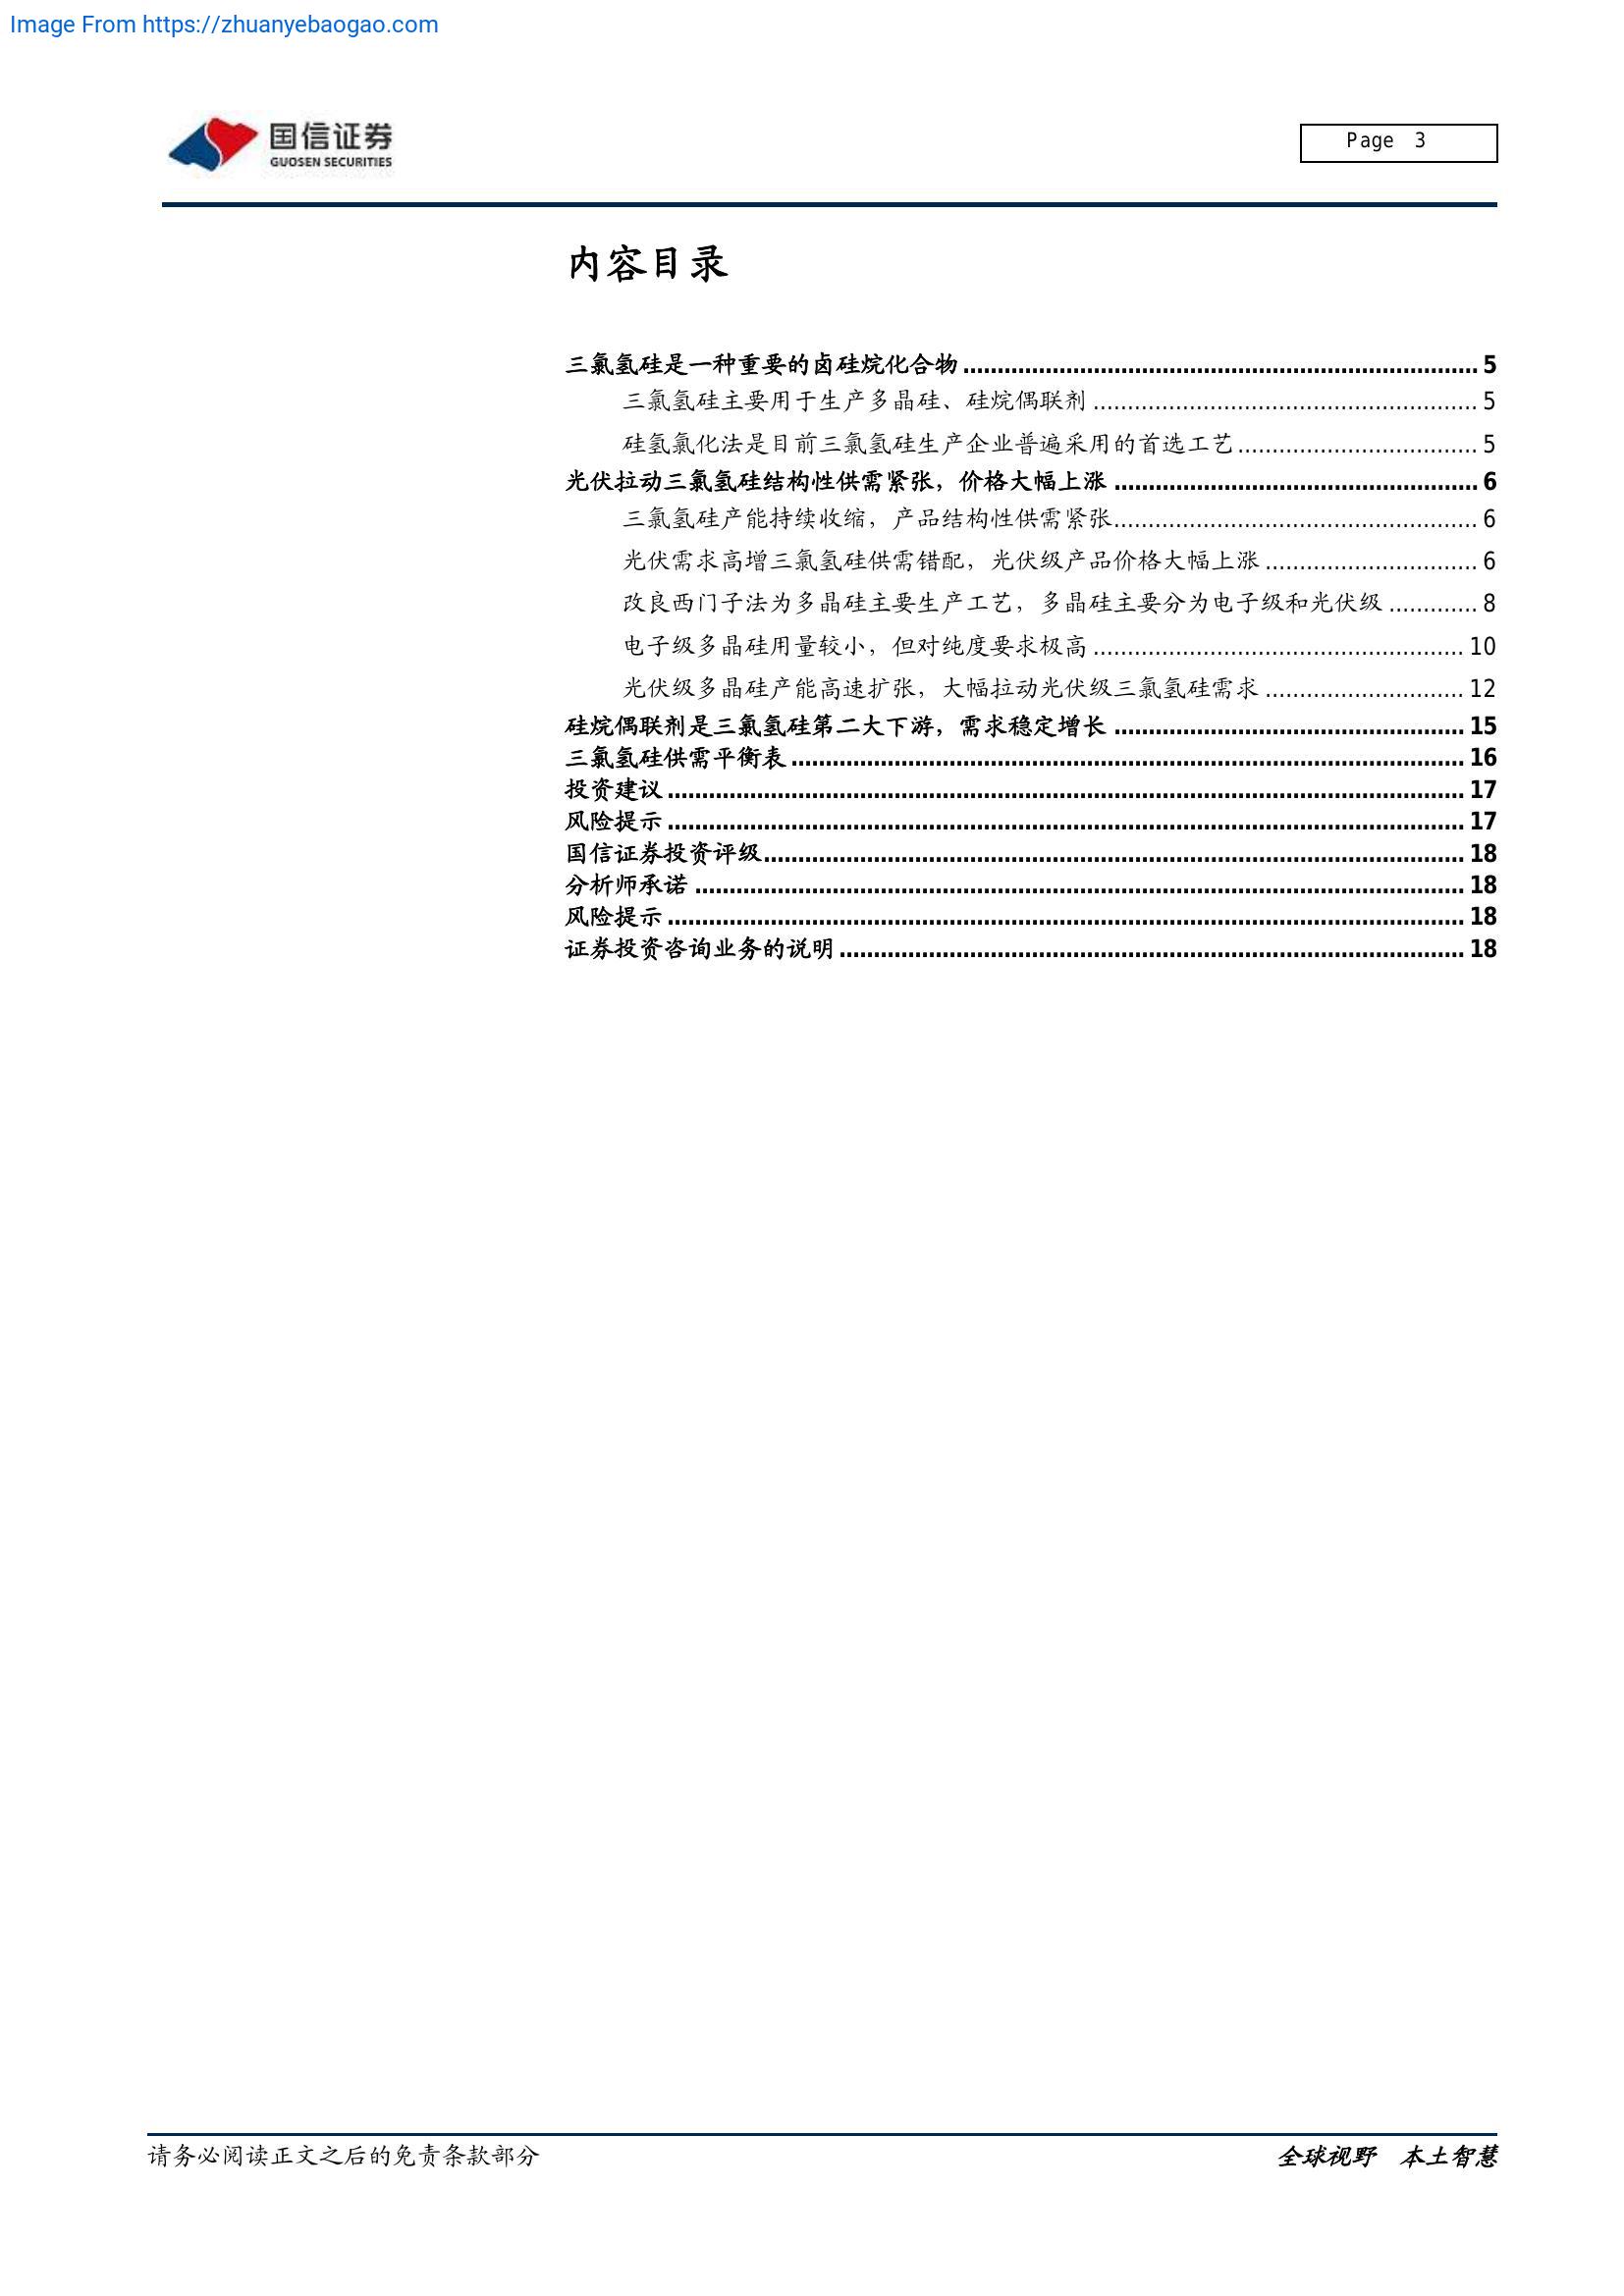 Image From https://zhuanyebaogao.com
国信证券
GUOSEN SECURITIES
Page 3
内容目录
三氯氢硅是一种重要的卤硅烷化合物 ........................................................................... 5
三氯氢硅主要用于生产多晶硅、硅烷偶联剂 ........................................................ 5
硅氢氯化法是目前三氯氢硅生产企业普遍采用的首选工艺 ................................... 5
光伏拉动三氯氢硅结构性供需紧张，价格大幅上涨 ..................................................... 6
三氯氢硅产能持续收缩，产品结构性供需紧张..................................................... 6
光伏需求高增三氯氢硅供需错配，光伏级产品价格大幅上涨 ............................... 6
改良西门子法为多晶硅主要生产工艺，多晶硅主要分为电子级和光伏级 ............. 8
电子级多晶硅用量较小，但对纯度要求极高 ...................................................... 10
光伏级多晶硅产能高速扩张，大幅拉动光伏级三氯氢硅需求 ............................. 12
硅烷偶联剂是三氯氢硅第二大下游，需求稳定增长 ................................................... 15
三氯氢硅供需平衡表 .................................................................................................. 16
投资建议 .................................................................................................................... 17
风险提示 .................................................................................................................... 17
国信证券投资评级...................................................................................................... 18
分析师承诺 ................................................................................................................ 18
风险提示 .................................................................................................................... 18
证券投资咨询业务的说明 ........................................................................................... 18
请务必阅读正文之后的免责条款部分
全球视野 本土智慧